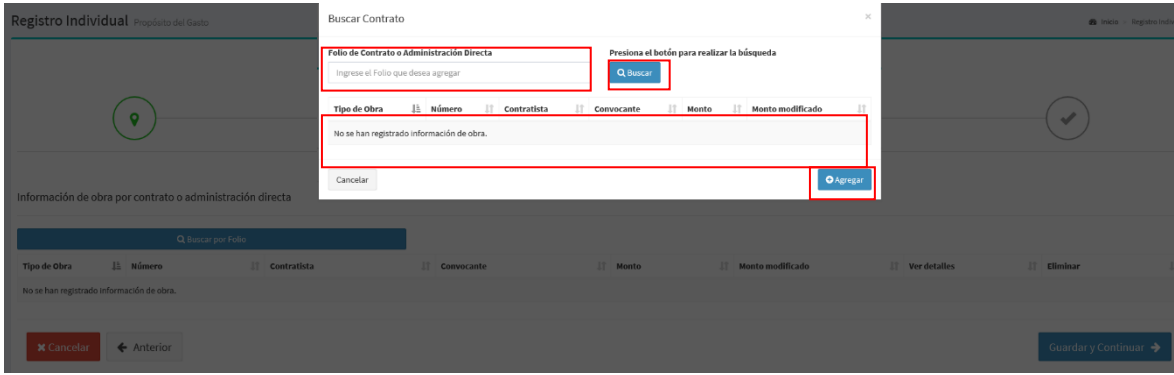 Registro Individual Propósito del Gasto
Inicio
Buscar Contrato ×
Folio de Contrato o Administración Directa
Presiona el botón para realizar la búsqueda
Ingrese el Folio que desea agregar
Buscar
Tipo de Obra Número Contratista Convocante Monto Monto modificado
No se han registrado información de obra.
Cancelar
Agregar
Información de obra por contrato o administración directa
Buscar por Folio
Tipo de Obra Número Contratista Convocante Monto Monto modificado Ver detalles Eliminar
No se han registrado información de obra.
Cancelar
Anterior
Guardar y Continuar